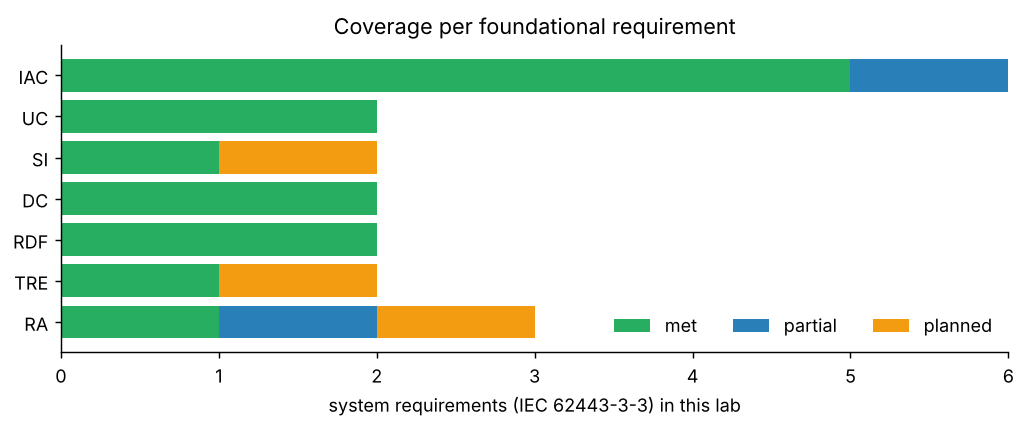 Coverage per foundational requirement
IAC
UC
SI
DC
RDF
TRE
RA
met partial planned
0 1 2 3 4 5 6
system requirements (IEC 62443-3-3) in this lab